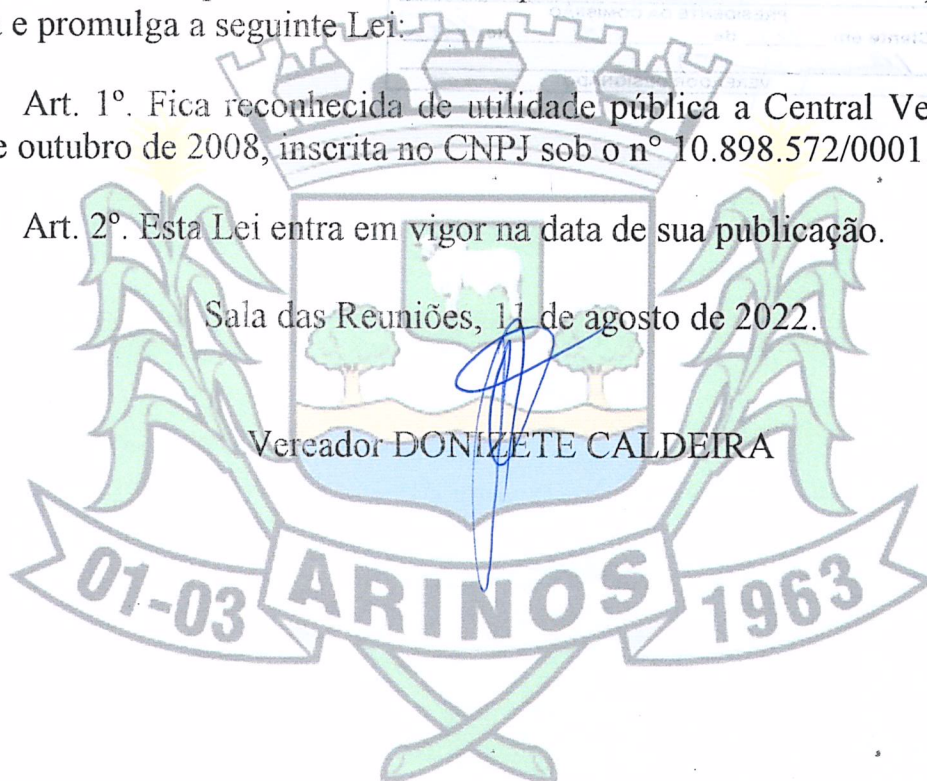 e promulga a seguinte Lei:
Art. 1º. Fica reconhecida de utilidade pública a Central Ve
outubro de 2008, inscrita no CNPJ sob o n° 10.898.572/0001
Art. 2º. Esta Lei entra em vigor na data de sua publicação.
Sala das Reuniões, 11 de agosto de 2022.
Vereador DONIZETE CALDEIRA
01-03 ARINOS 1963